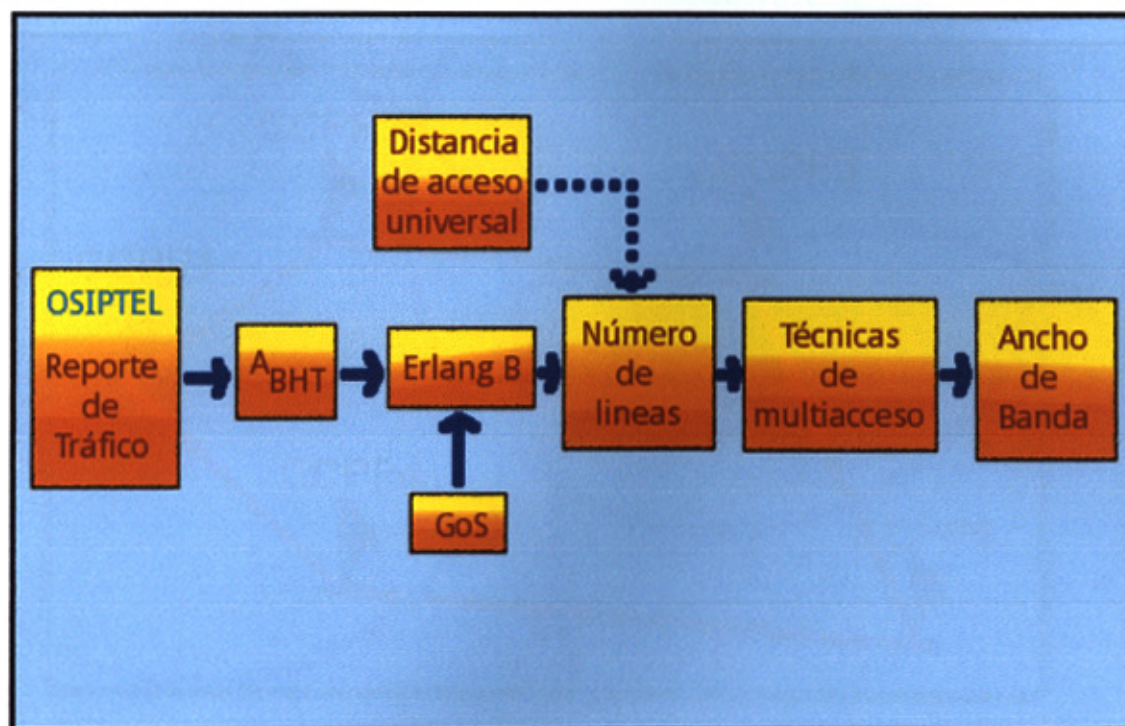 Distancia
de acceso
universal
OSIPTEL
Reporte
de
Tráfico
A BHT
Erlang B
GoS
Número
de
lineas
Técnicas
de
multiacceso
Ancho
de
Banda